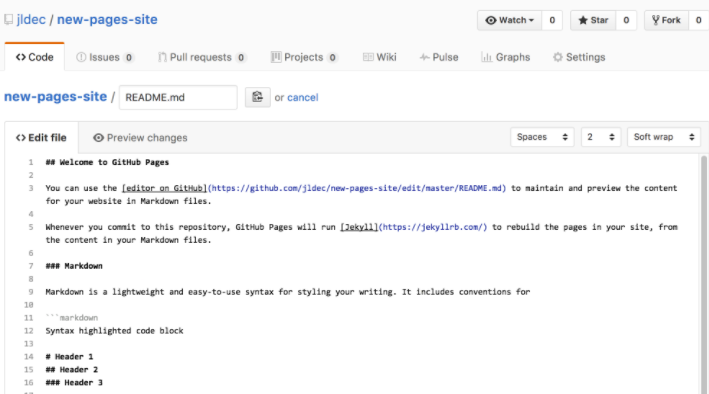 jldec / new-pages-site
Watch 0 Star 0 Fork 0
Code Issues 0 Pull requests 0 Projects 0 Wiki Pulse Graphs Settings
new-pages-site / README.md or cancel
Edit file Preview changes Spaces 2 Soft wrap
1 ## Welcome to GitHub Pages
2
3 You can use the [editor on GitHub](https://github.com/jldec/new-pages-site/edit/master/README.md) to maintain and preview the content
for your website in Markdown files.
4
5 Whenever you commit to this repository, GitHub Pages will run [Jekyll](https://jekyllrb.com/) to rebuild the pages in your site, from
the content in your Markdown files.
6
7 ### Markdown
8
9 Markdown is a lightweight and easy-to-use syntax for styling your writing. It includes conventions for
10
11 ```markdown
12 Syntax highlighted code block
13
14 # Header 1
15 ## Header 2
16 ### Header 3